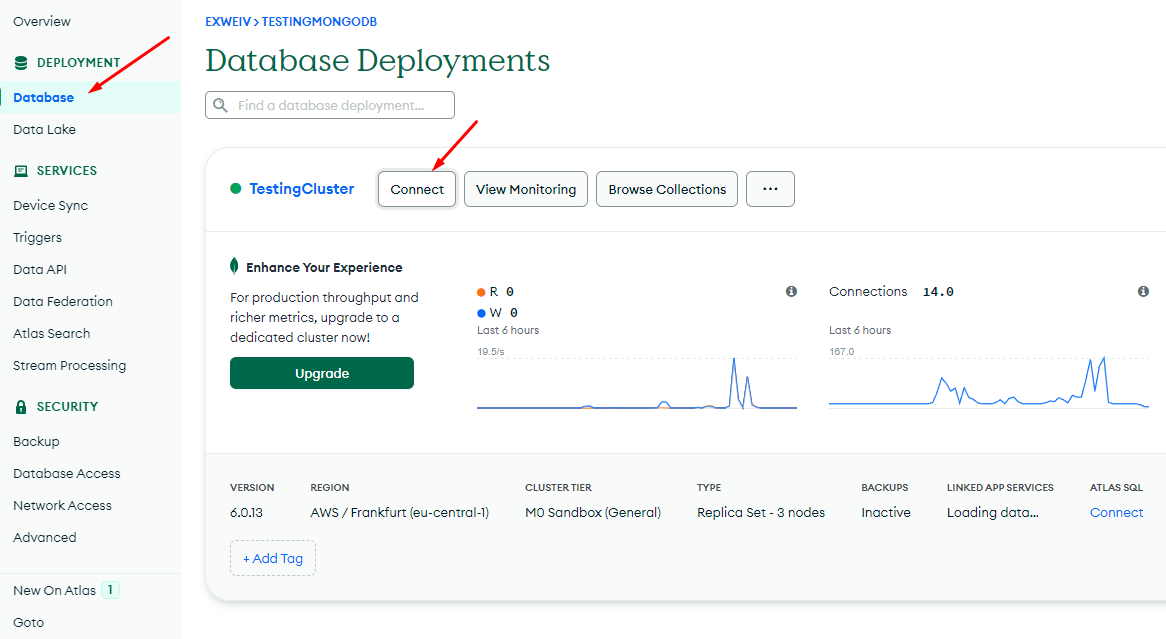 Overview
DEPLOYMENT
Database
Data Lake
SERVICES
Device Sync
Triggers
Data API
Data Federation
Atlas Search
Stream Processing
SECURITY
Backup
Database Access
Network Access
Advanced
New On Atlas 1
Goto
EXWEIV > TESTINGMONGODB
Database Deployments
Find a database deployment...
TestingCluster Connect View Monitoring Browse Collections ...
Enhance Your Experience
For production throughput and
richer metrics, upgrade to a
dedicated cluster now!
Upgrade
R 0
W 0
Last 6 hours
19.5/s
Connections 14.0
Last 6 hours
167.0
VERSION REGION CLUSTER TIER TYPE BACKUPS LINKED APP SERVICES ATLAS SQL
6.0.13 AWS / Frankfurt (eu-central-1) M0 Sandbox (General) Replica Set - 3 nodes Inactive Loading data... Connect
+ Add Tag